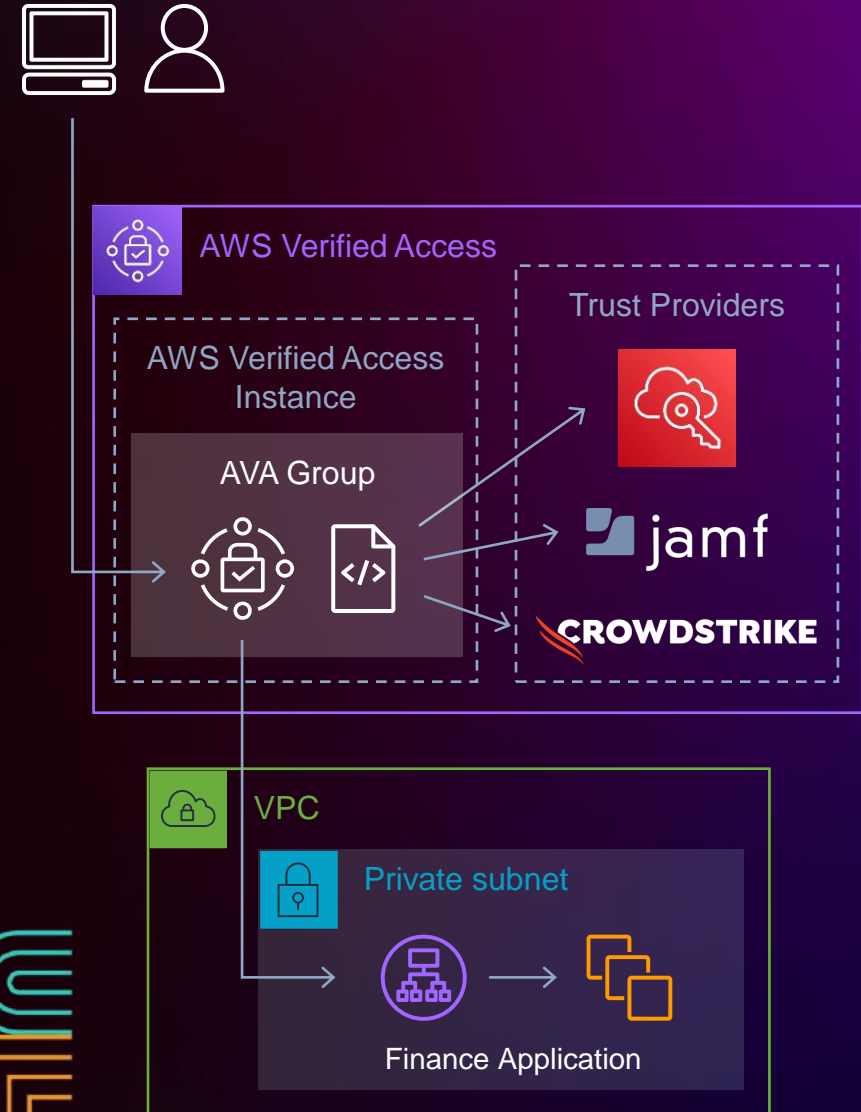 AWS Verified Access
Trust Providers
AWS Verified Access
Instance
AVA Group
</>
jamf
CROWDSTRIKE
VPC
Private subnet
Finance Application